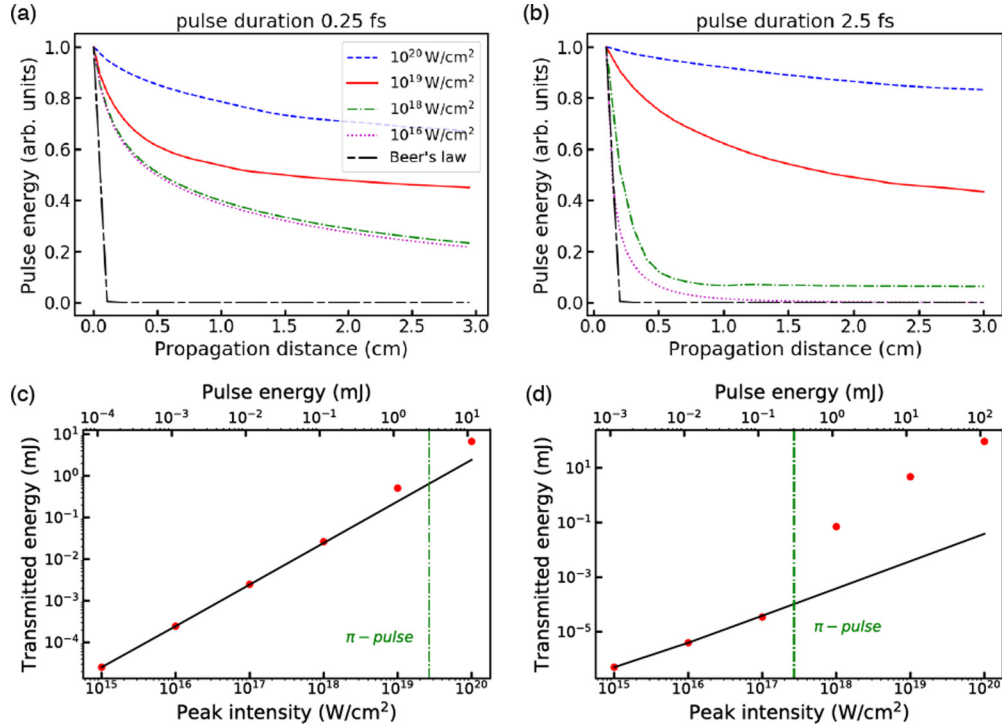 (a) pulse duration 0.25 fs
1.0
0.8
0.6
0.4
0.2
0.0
Pulse energy (arb. units)
10²⁰ W/cm²
10¹⁹ W/cm²
10¹⁸ W/cm²
10¹⁶ W/cm²
Beer's law
0.0 0.5 1.0 1.5 2.0 2.5 3.0
Propagation distance (cm)
(b) pulse duration 2.5 fs
1.0
0.8
0.6
0.4
0.2
0.0
Pulse energy (arb. units)
0.0 0.5 1.0 1.5 2.0 2.5 3.0
Propagation distance (cm)
(c) Pulse energy (mJ)
10⁻⁴ 10⁻³ 10⁻² 10⁻¹ 10⁰ 10¹
10¹
10⁰
10⁻¹
10⁻²
10⁻³
10⁻⁴
Transmitted energy (mJ)
π − pulse
10¹⁵ 10¹⁶ 10¹⁷ 10¹⁸ 10¹⁹ 10²⁰
Peak intensity (W/cm²)
(d) Pulse energy (mJ)
10⁻³ 10⁻² 10⁻¹ 10⁰ 10¹ 10²
10¹
10⁻¹
10⁻³
10⁻⁵
Transmitted energy (mJ)
π − pulse
10¹⁵ 10¹⁶ 10¹⁷ 10¹⁸ 10¹⁹ 10²⁰
Peak intensity (W/cm²)